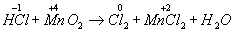 -1 +4 0 +2
HCl + MnO₂ → Cl₂ + MnCl₂ + H₂O